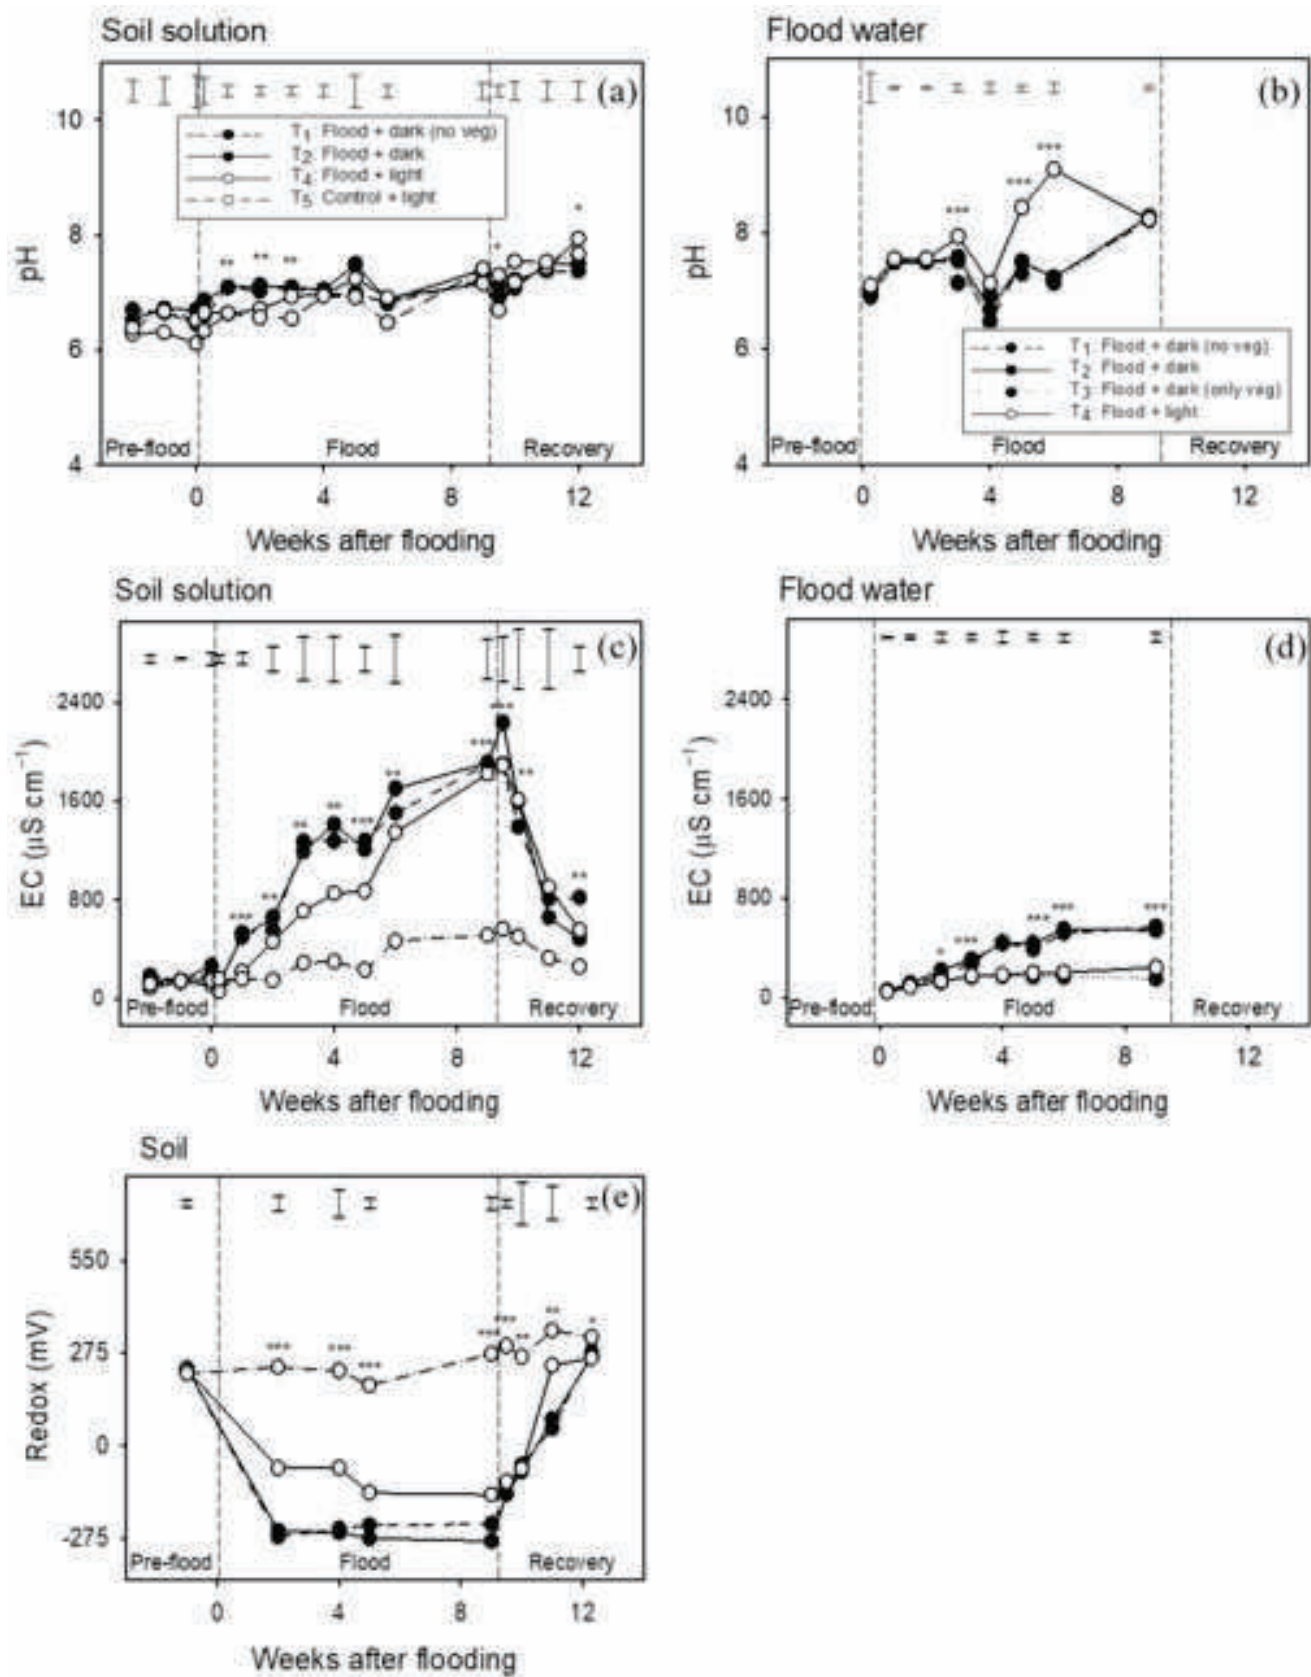 Soil solution
(a)
10
8
6
4
pH
T1: Flood + dark (no veg)
T2: Flood + dark
T4: Flood + light
T5: Control + light
** ** ** * *
Pre-flood Flood Recovery
0 4 8 12
Weeks after flooding
Flood water
(b)
10
8
6
4
pH
*** *** ***
T1: Flood + dark (no veg)
T2: Flood + dark
T3: Flood + dark (only veg)
T4: Flood + light
Pre-flood Flood Recovery
0 4 8 12
Weeks after flooding
Soil solution
(c)
2400
1600
800
0
EC (μS cm−1)
*** ** ** ** *** ** *** *** ** **
Pre-flood Flood Recovery
0 4 8 12
Weeks after flooding
Flood water
(d)
2400
1600
800
0
EC (μS cm−1)
* *** *** *** ***
Pre-flood Flood Recovery
0 4 8 12
Weeks after flooding
Soil
(e)
550
275
0
-275
Redox (mV)
*** *** *** *** *** ** ** *
Pre-flood Flood Recovery
0 4 8 12
Weeks after flooding